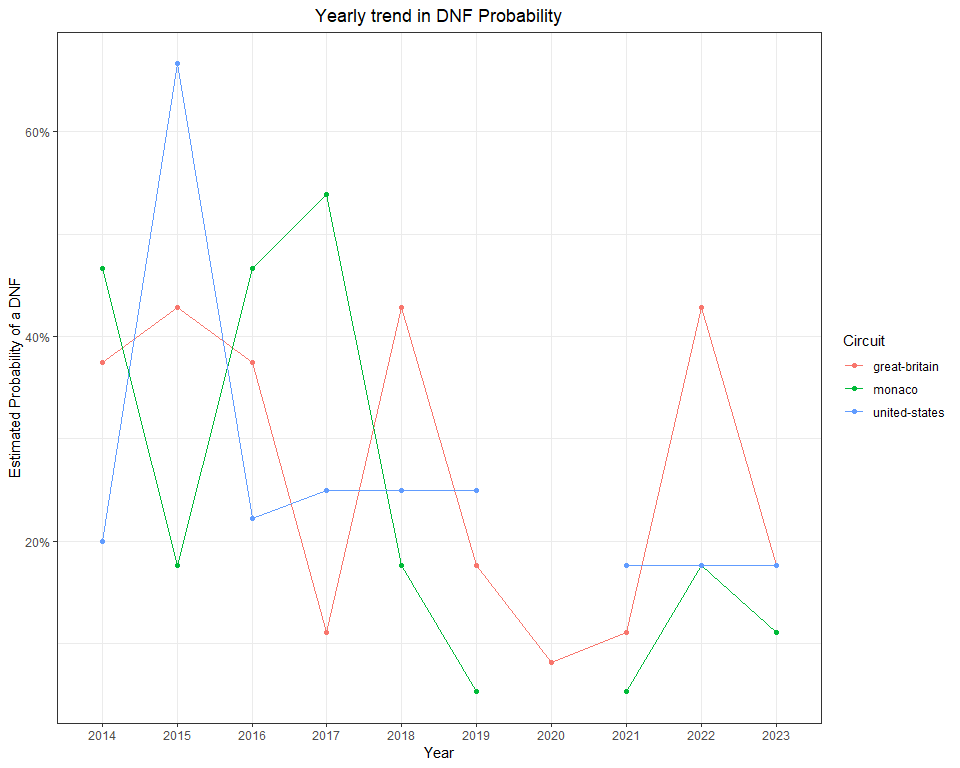 Yearly trend in DNF Probability
Estimated Probability of a DNF
60%
40%
20%
2014 2015 2016 2017 2018 2019 2020 2021 2022 2023
Year
Circuit
great-britain
monaco
united-states